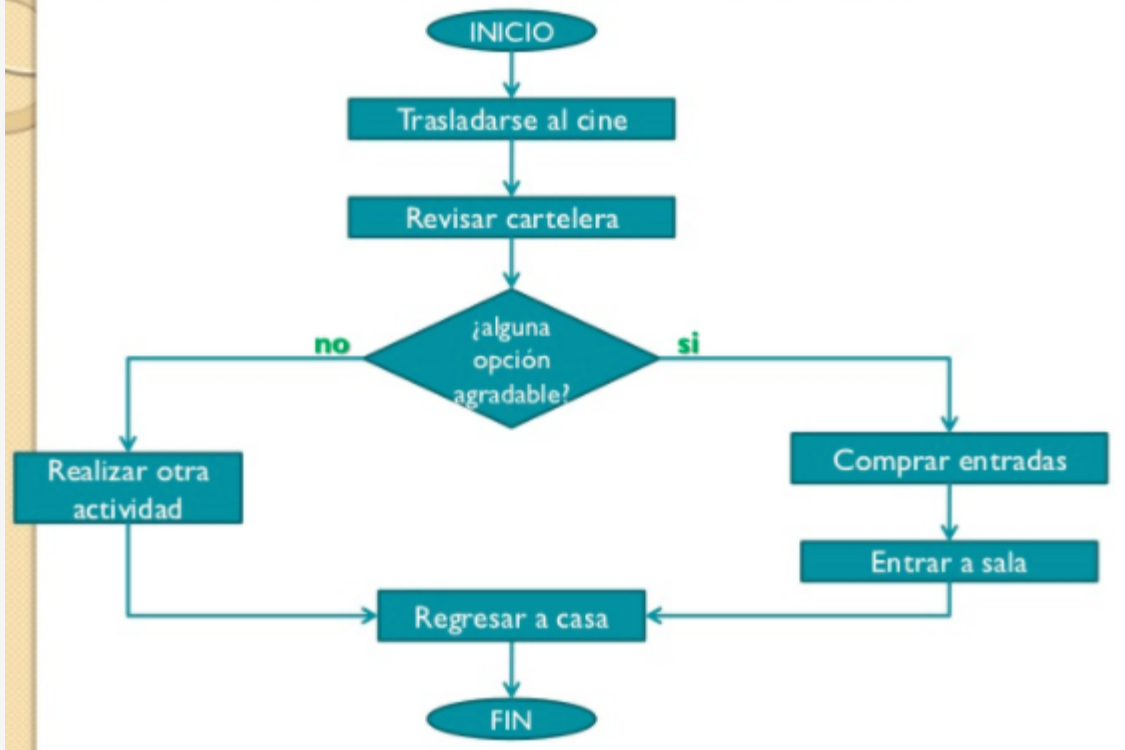 INICIO
Trasladarse al cine
Revisar cartelera
¿alguna
opción
agradable?
no
si
Realizar otra
actividad
Comprar entradas
Entrar a sala
Regresar a casa
FIN